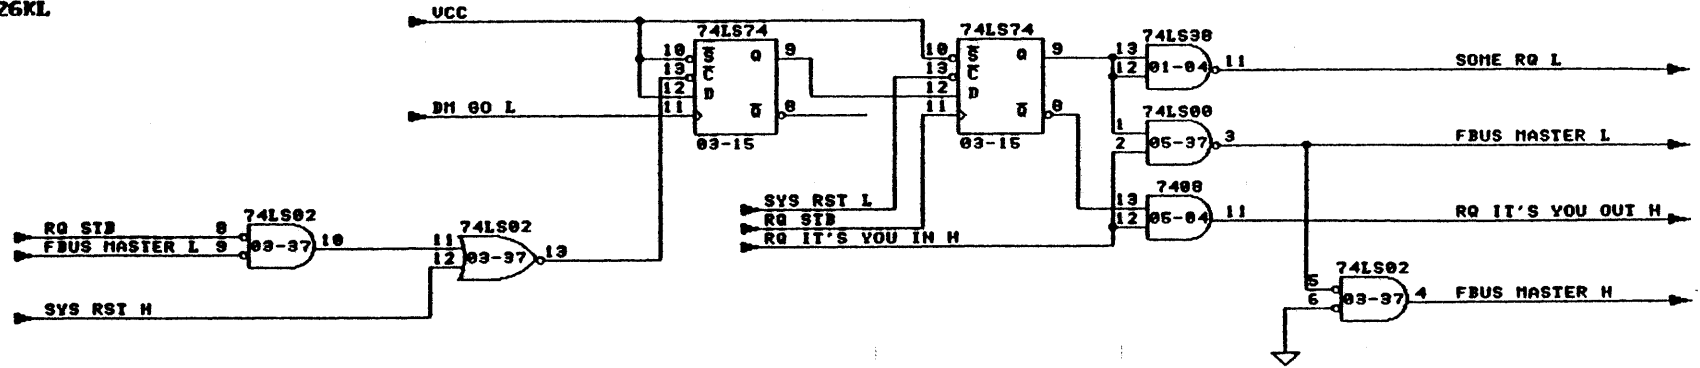 26KL
VCC
74LS74
10 S̅ Q 9
13 C̅
12 D
11 Q̅ 8
03-15
DM GO L
74LS74
10 S̅ Q 9
13 C̅
12 D
11 Q̅ 8
03-15
74LS38
13
12 01-04 11
SOME RQ L
74LS00
1
2 05-37 3
FBUS MASTER L
7408
13
12 05-04 11
RQ IT'S YOU OUT H
SYS RST L
RQ STB
RQ IT'S YOU IN H
74LS02
RQ STB 8
FBUS MASTER L 9 03-37 10
74LS02
11
12 03-37 13
SYS RST H
74LS02
5
6 03-37 4
FBUS MASTER H